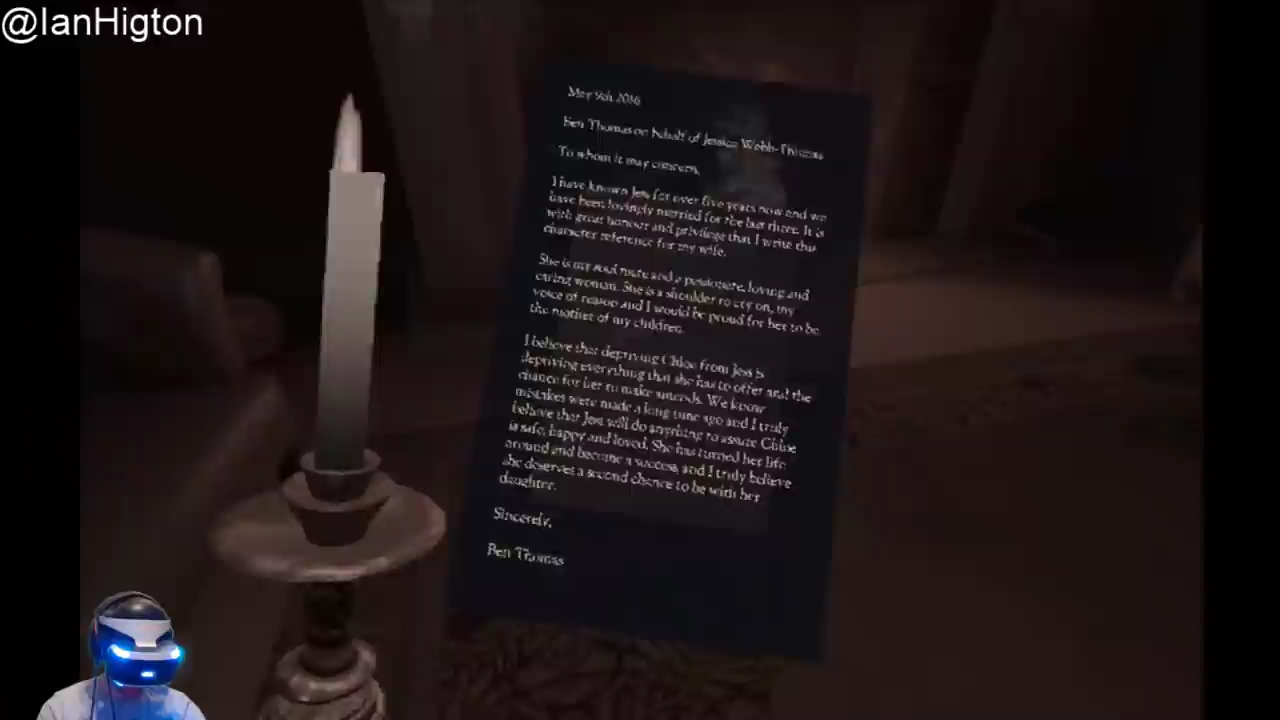 @IanHigton
May 9th 2016
Ben Thomas on behalf of Jessica Webb-Thomas
To whom it may concern,
I have known Jess for over five years now and we
have been lovingly married for the last three. It is
with great honour and privilege that I write this
character reference for my wife.
She is my soul mate and a passionate, loving and
caring woman. She is a shoulder to cry on, my
voice of reason and I would be proud for her to be
the mother of my children.
I believe that depriving Chloe from Jess is
depriving everything that she has to offer and the
chance for her to make amends. We know
mistakes were made a long time ago and I truly
believe that Jess will do anything to assure Chloe
is safe, happy and loved. She has turned her life
around and become a success, and I truly believe
she deserves a second chance to be with her
daughter.
Sincerely,
Ben Thomas